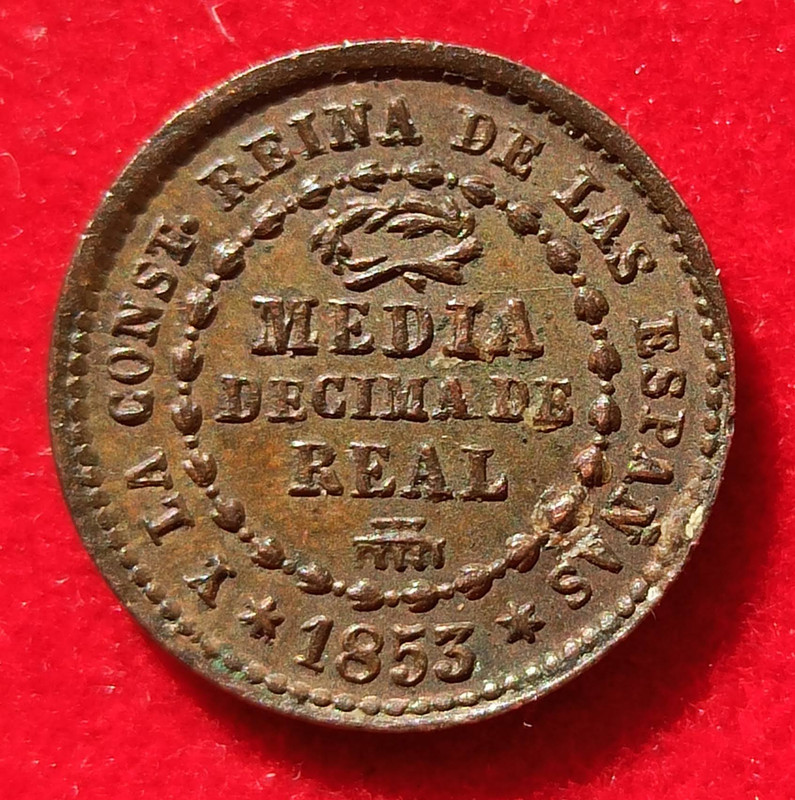 Y LA CONST. REINA DE LAS ESPAÑAS
MEDIA
DECIMA DE
REAL
* 1853 *